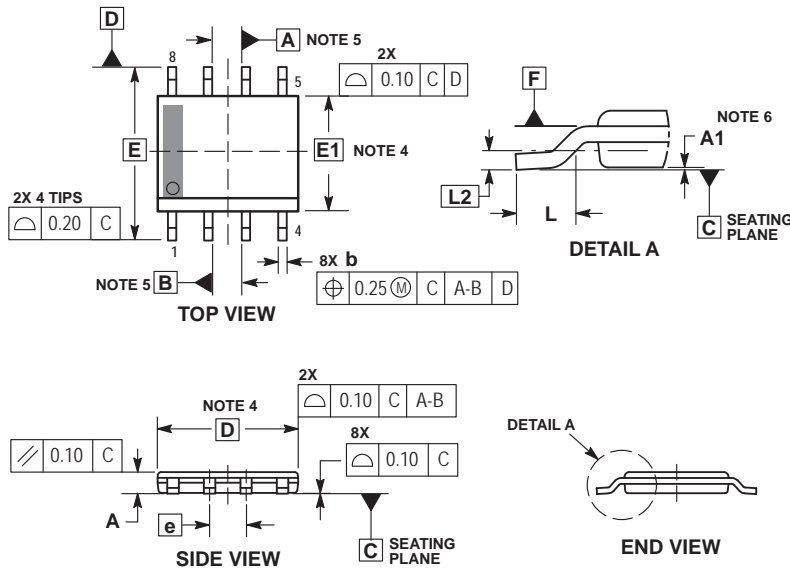 D
A NOTE 5
2X
⌓ 0.10 C D
8
5
E
E1 NOTE 4
2X 4 TIPS
⌓ 0.20 C
1
4
NOTE 5 B
8X b
⌖ 0.25 Ⓜ C A-B D
TOP VIEW
F
NOTE 6
A1
L2
L
C SEATING
PLANE
DETAIL A
2X
⌓ 0.10 C A-B
NOTE 4
D
8X
⌓ 0.10 C
⫽ 0.10 C
A
e
C SEATING
PLANE
SIDE VIEW
DETAIL A
END VIEW